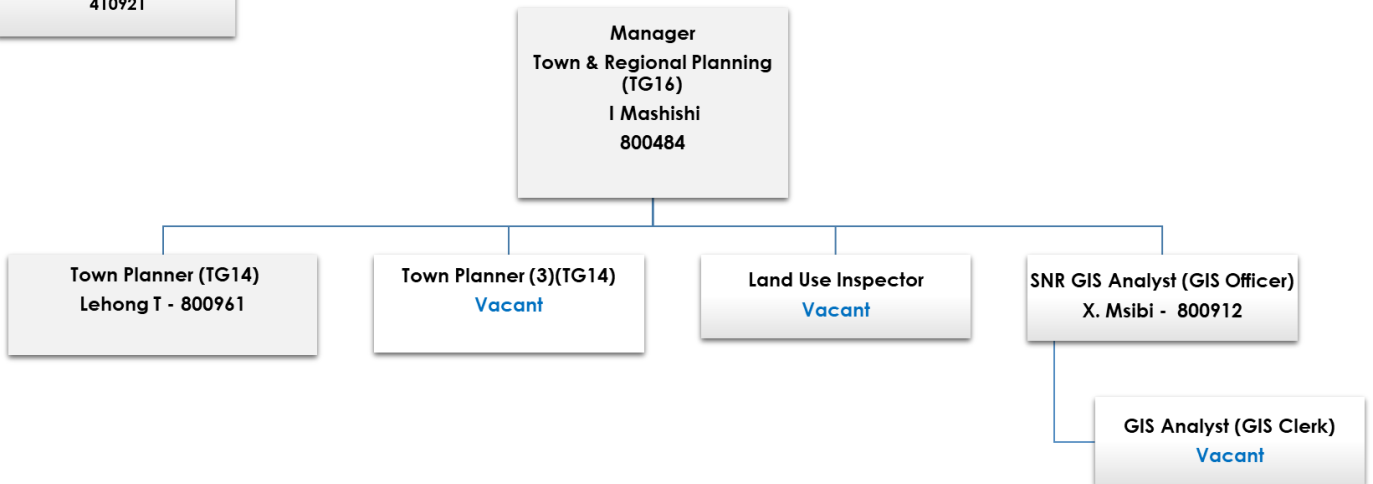 410921
Manager
Town & Regional Planning
(TG16)
I Mashishi
800484
Town Planner (TG14)
Lehong T - 800961
Town Planner (3)(TG14)
Vacant
Land Use Inspector
Vacant
SNR GIS Analyst (GIS Officer)
X. Msibi - 800912
GIS Analyst (GIS Clerk)
Vacant